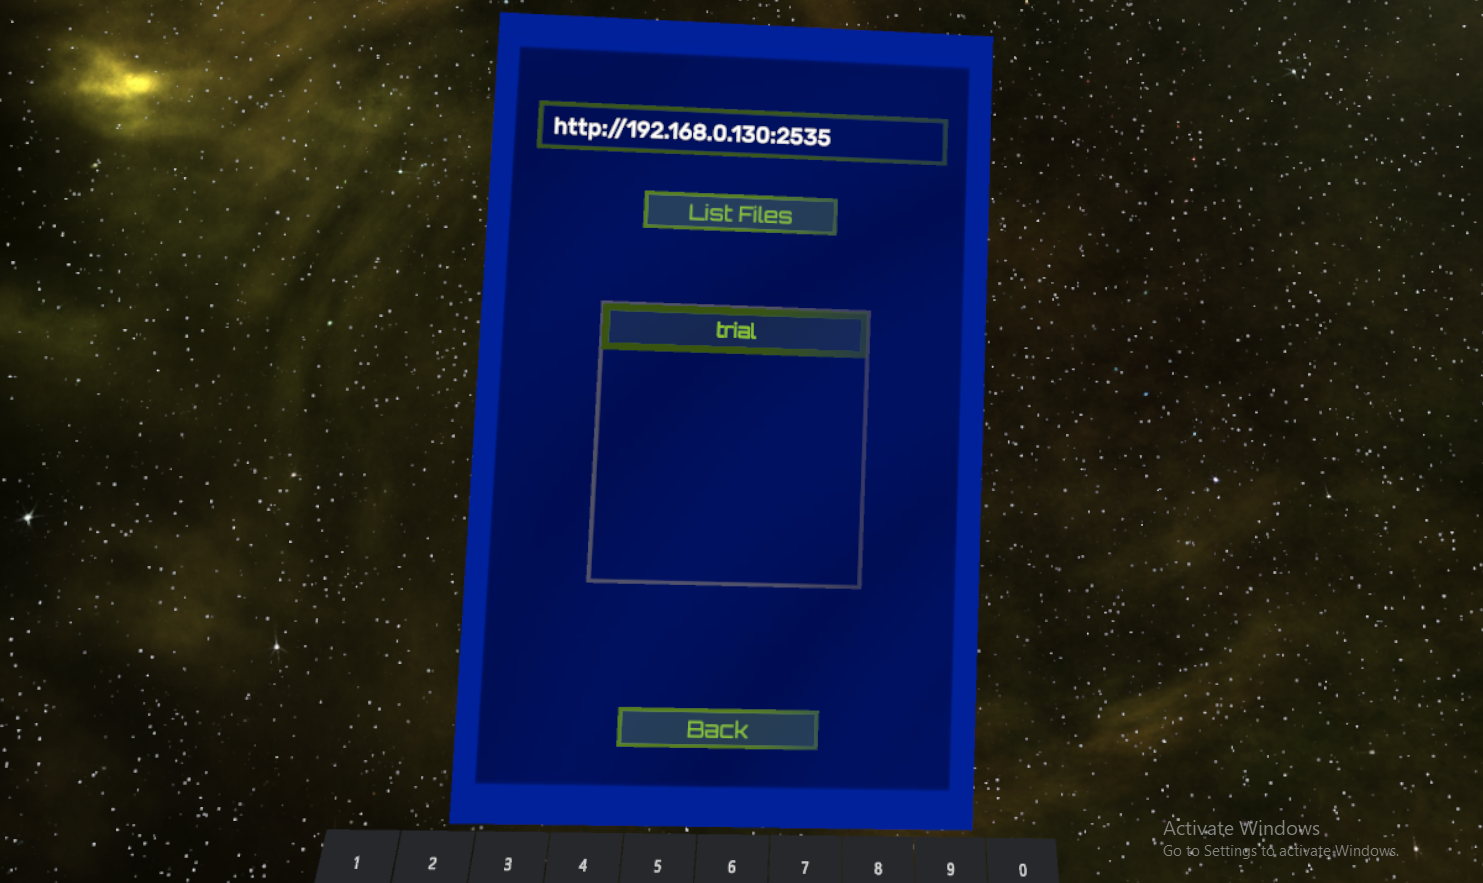 http://192.168.0.130:2535
List Files
trial
Back
Activate Windows
Go to Settings to activate Windows.
1 2 3 4 5 6 7 8 9 0